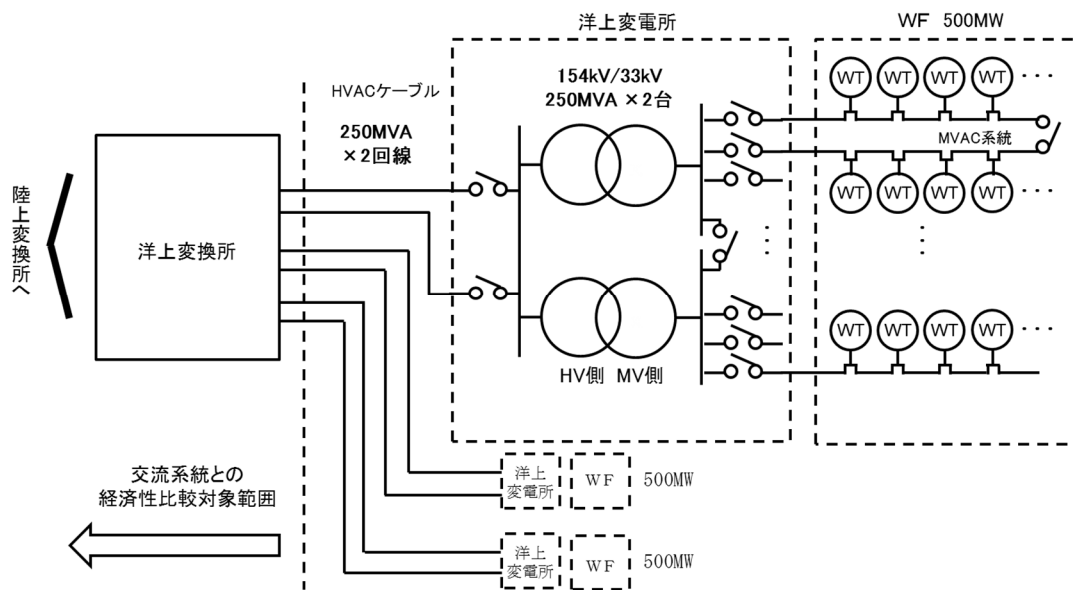 洋上変電所
WF 500MW
154kV/33kV
250MVA ×2台
HVACケーブル
250MVA
×2回線
WT WT WT WT ···
MVAC系統
WT WT WT WT ···
陸上変換所へ
洋上変換所
WT WT WT WT ···
HV側 MV側
交流系統との
経済性比較対象範囲
洋上
変電所
WF
500MW
洋上
変電所
WF
500MW